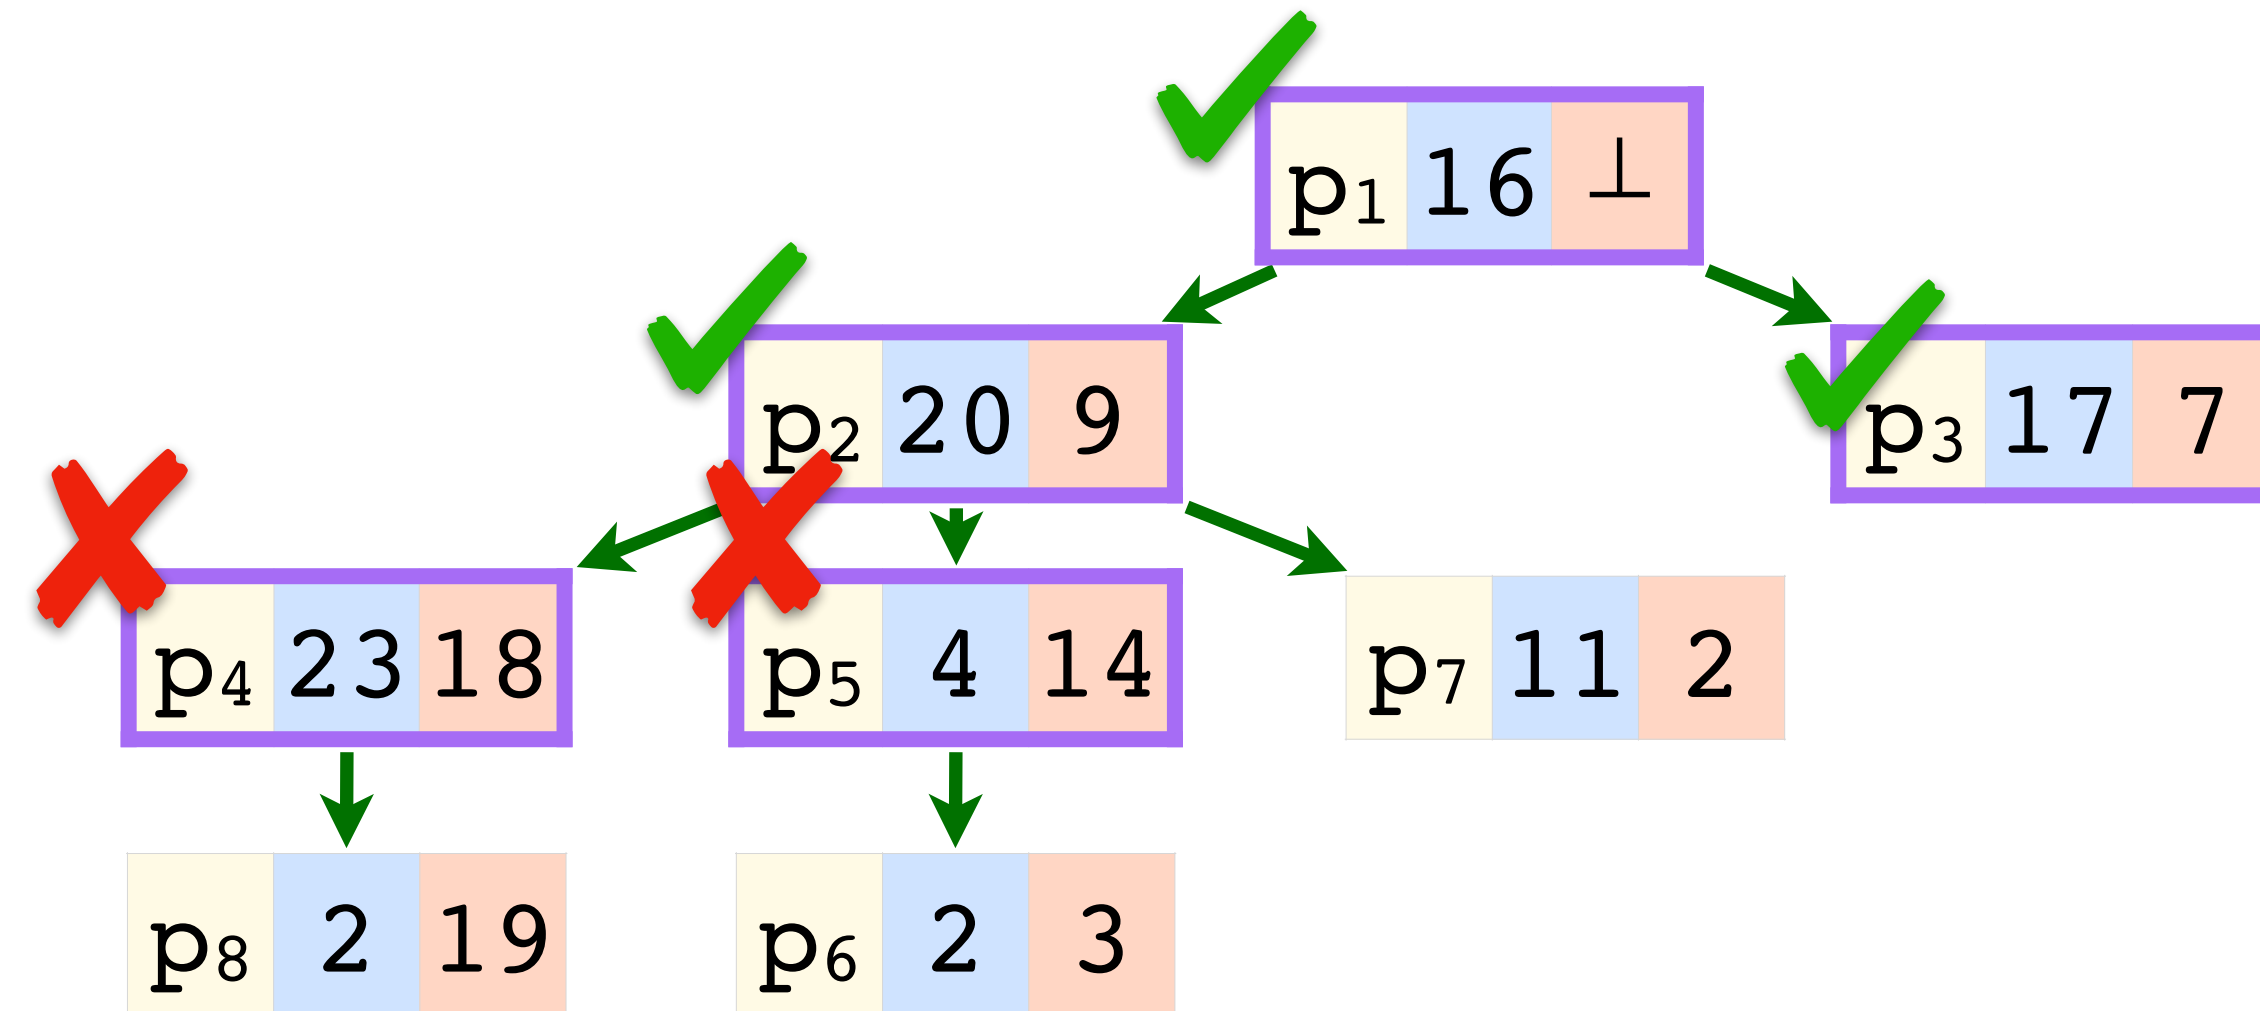 p₁ 16 ⊥
p₂ 20 9
p₃ 17 7
p₄ 23 18
p₅ 4 14
p₇ 11 2
p₈ 2 19
p₆ 2 3